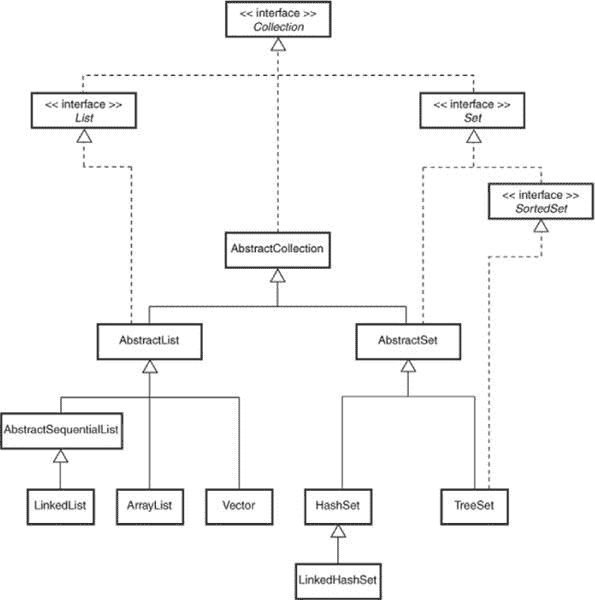 << interface >>
Collection
<< interface >>
List
<< interface >>
Set
<< interface >>
SortedSet
AbstractCollection
AbstractList
AbstractSet
AbstractSequentialList
LinkedList
ArrayList
Vector
HashSet
TreeSet
LinkedHashSet